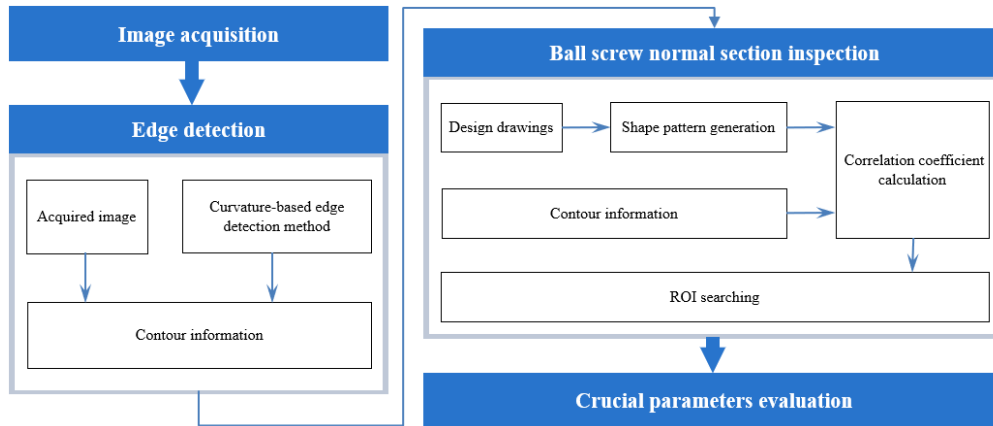 Image acquisition
Edge detection
Acquired image
Curvature-based edge
detection method
Contour information
Ball screw normal section inspection
Design drawings
Shape pattern generation
Correlation coefficient
calculation
Contour information
ROI searching
Crucial parameters evaluation